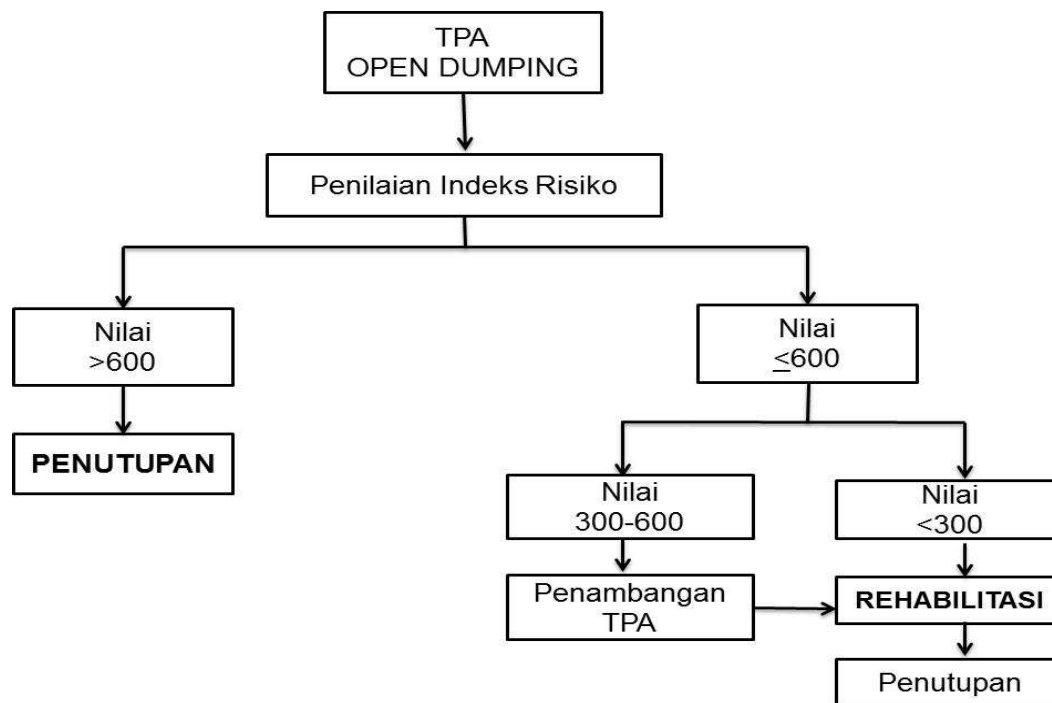 TPA
OPEN DUMPING
Penilaian Indeks Risiko
Nilai
>600
Nilai
≤600
PENUTUPAN
Nilai
300-600
Nilai
<300
Penambangan
TPA
REHABILITASI
Penutupan